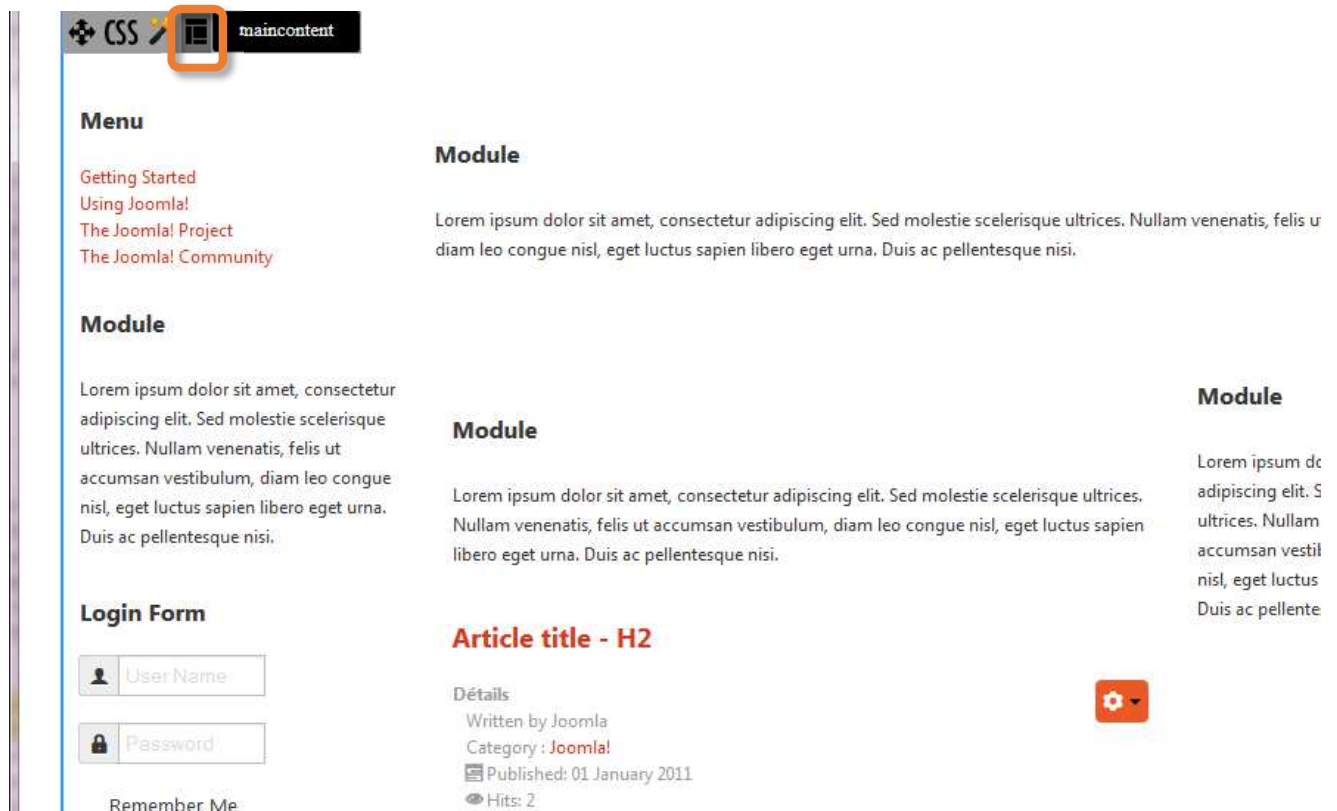 CSS
maincontent
Menu
Getting Started
Using Joomla!
The Joomla! Project
The Joomla! Community
Module
Lorem ipsum dolor sit amet, consectetur
adipiscing elit. Sed molestie scelerisque
ultrices. Nullam venenatis, felis ut
accumsan vestibulum, diam leo congue
nisl, eget luctus sapien libero eget urna.
Duis ac pellentesque nisi.
Login Form
User Name
Password
Remember Me
Module
Lorem ipsum dolor sit amet, consectetur adipiscing elit. Sed molestie scelerisque ultrices. Nullam venenatis, felis u
diam leo congue nisl, eget luctus sapien libero eget urna. Duis ac pellentesque nisi.
Module
Lorem ipsum dolor sit amet, consectetur adipiscing elit. Sed molestie scelerisque ultrices.
Nullam venenatis, felis ut accumsan vestibulum, diam leo congue nisl, eget luctus sapien
libero eget urna. Duis ac pellentesque nisi.
Article title - H2
Détails
Written by Joomla
Category : Joomla!
Published: 01 January 2011
Hits: 2
Module
Lorem ipsum do
adipiscing elit. S
ultrices. Nullam
accumsan vesti
nisl, eget luctus
Duis ac pellente